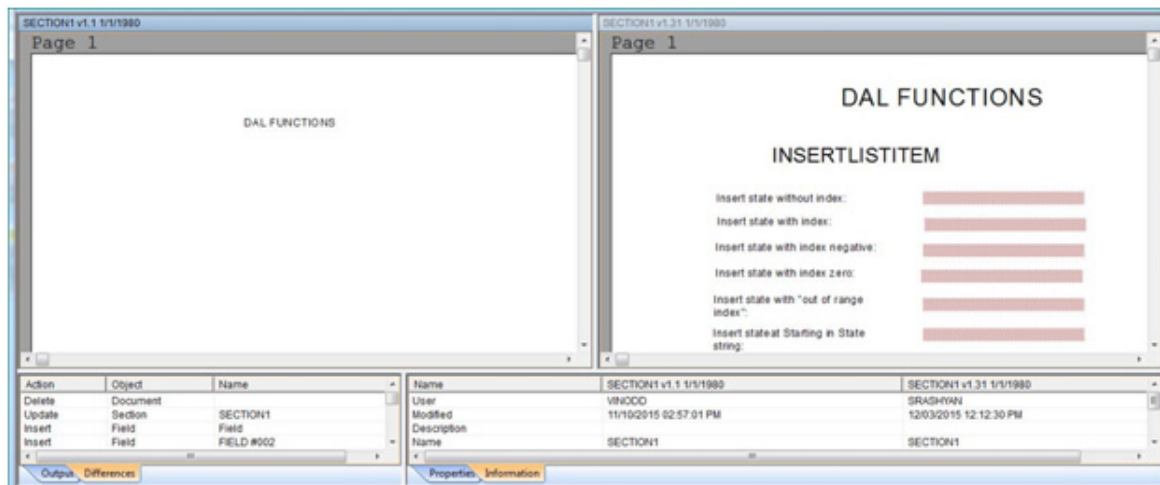 SECTION1 v1.1 1/1/1980
Page 1
DAL FUNCTIONS
SECTION1 v1.31 1/1/1980
Page 1
DAL FUNCTIONS
INSERTLISTITEM
Insert state without index:
Insert state with index:
Insert state with index negative:
Insert state with index zero:
Insert state with "out of range
index":
Insert stateat Starting in State
string:
Action Object Name
Delete Document
Update Section SECTION1
Insert Field Field
Insert Field FIELD #002
Output Differences
Name SECTION1 v1.1 1/1/1980 SECTION1 v1.31 1/1/1980
User VINODD SRASHYAN
Modified 11/10/2015 02:57:01 PM 12/03/2015 12:12:30 PM
Description
Name SECTION1 SECTION1
Properties Information